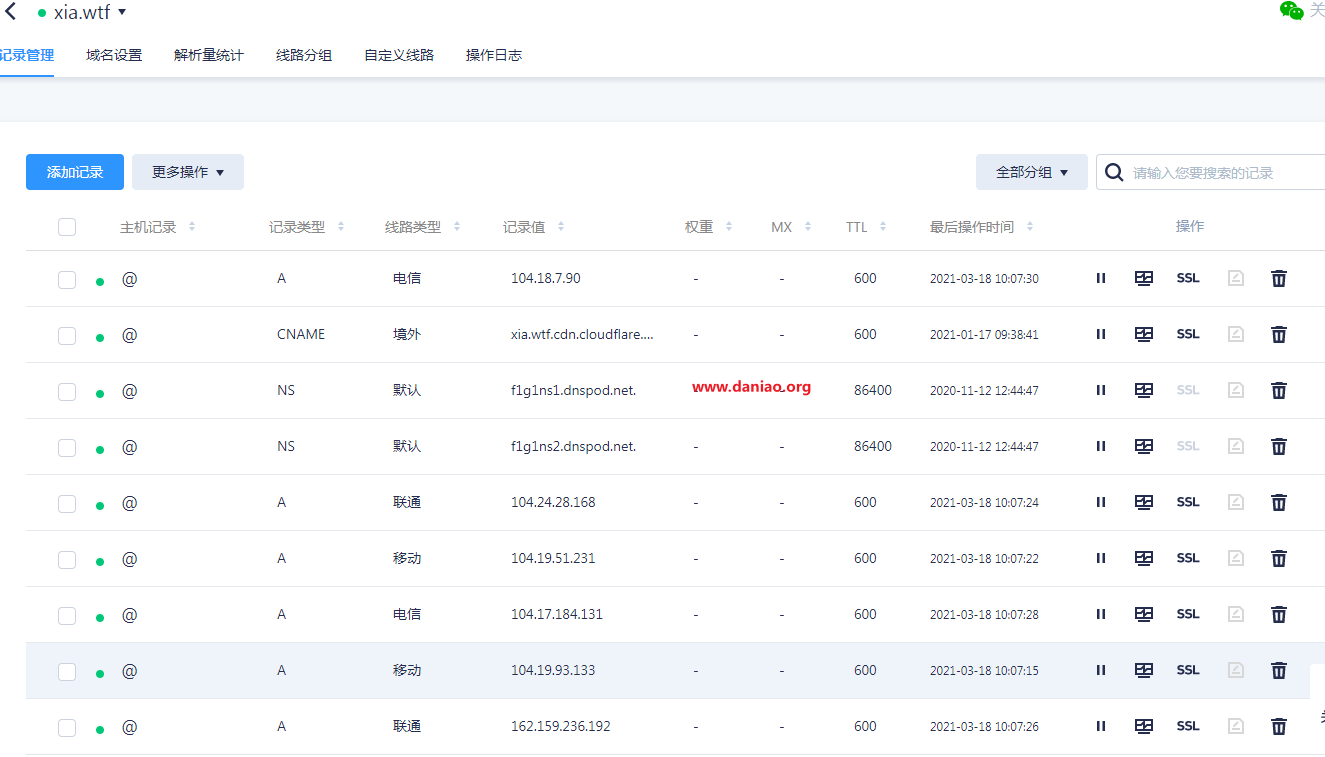 xia.wtf
关
记录管理 域名设置 解析量统计 线路分组 自定义线路 操作日志
添加记录 更多操作 全部分组 请输入您要搜索的记录
主机记录 记录类型 线路类型 记录值 权重 MX TTL 最后操作时间 操作
@ A 电信 104.18.7.90 - - 600 2021-03-18 10:07:30 SSL
@ CNAME 境外 xia.wtf.cdn.cloudflare.... - - 600 2021-01-17 09:38:41 SSL
@ NS 默认 f1g1ns1.dnspod.net. www.daniao.org 86400 2020-11-12 12:44:47 SSL
@ NS 默认 f1g1ns2.dnspod.net. - - 86400 2020-11-12 12:44:47 SSL
@ A 联通 104.24.28.168 - - 600 2021-03-18 10:07:24 SSL
@ A 移动 104.19.51.231 - - 600 2021-03-18 10:07:22 SSL
@ A 电信 104.17.184.131 - - 600 2021-03-18 10:07:28 SSL
@ A 移动 104.19.93.133 - - 600 2021-03-18 10:07:15 SSL
@ A 联通 162.159.236.192 - - 600 2021-03-18 10:07:26 SSL